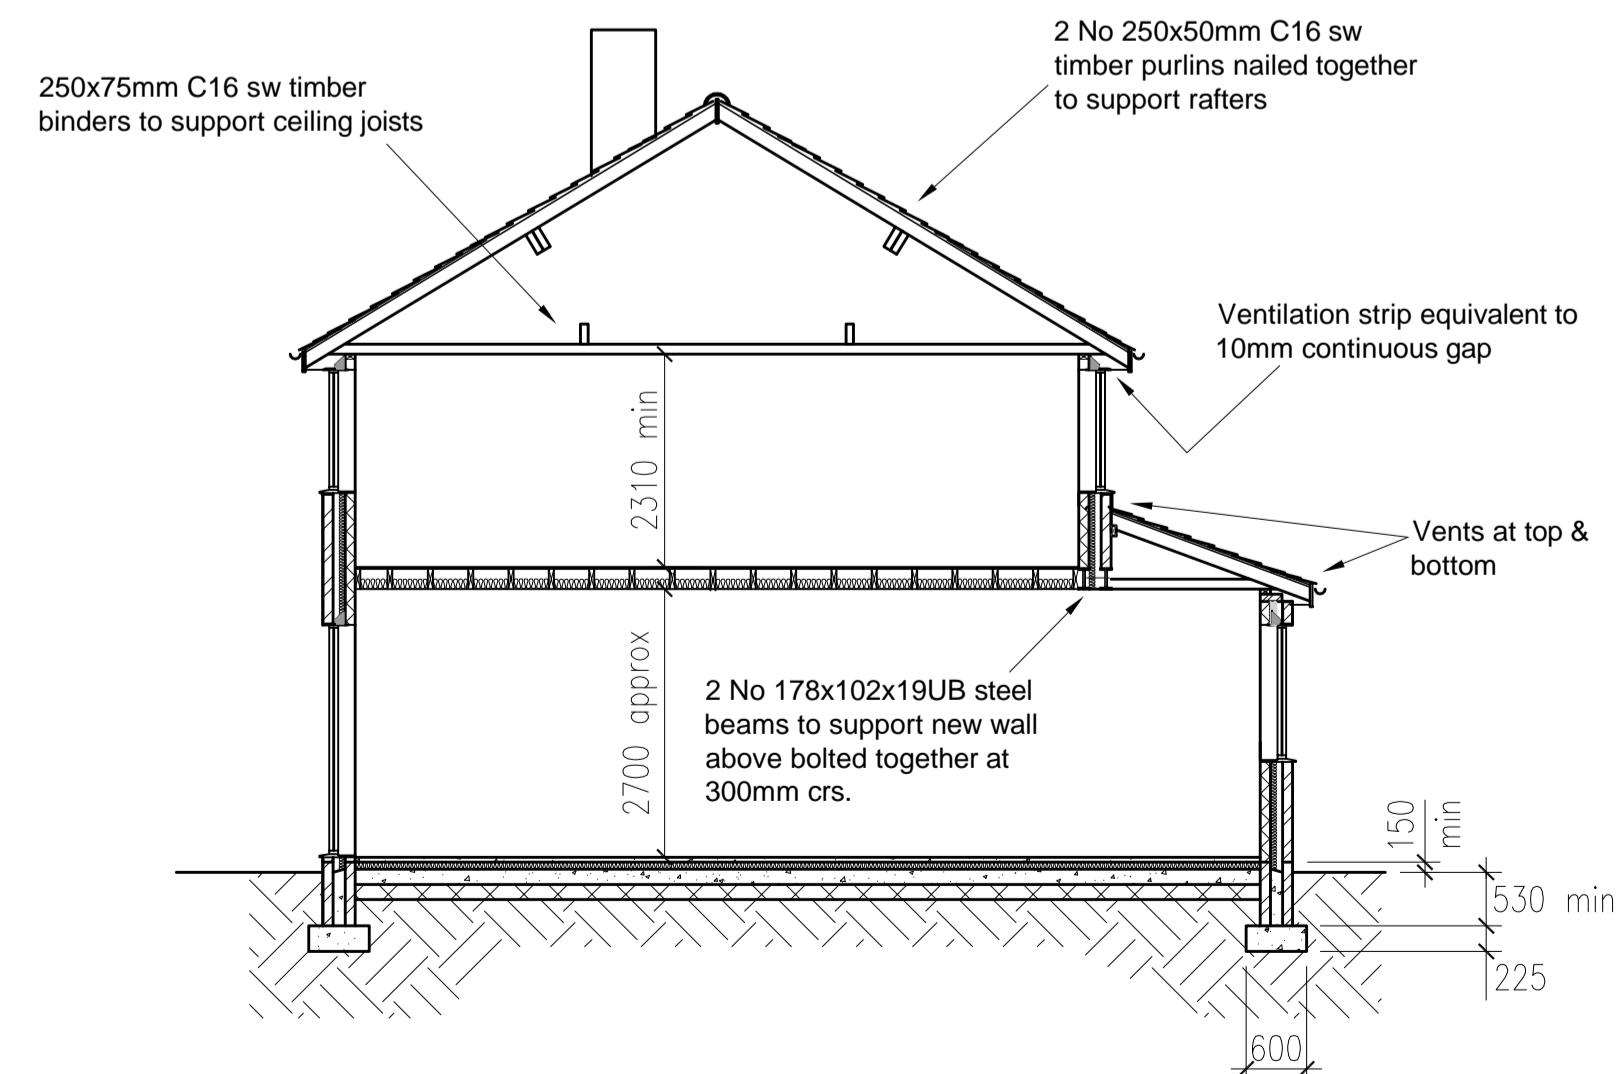 2 No 250x50mm C16 sw
timber purlins nailed together
to support rafters
250x75mm C16 sw timber
binders to support ceiling joists
Ventilation strip equivalent to
10mm continuous gap
2310 min
Vents at top &
bottom
2 No 178x102x19UB steel
beams to support new wall
above bolted together at
300mm crs.
2700 approx
150
min
530 min
225
600